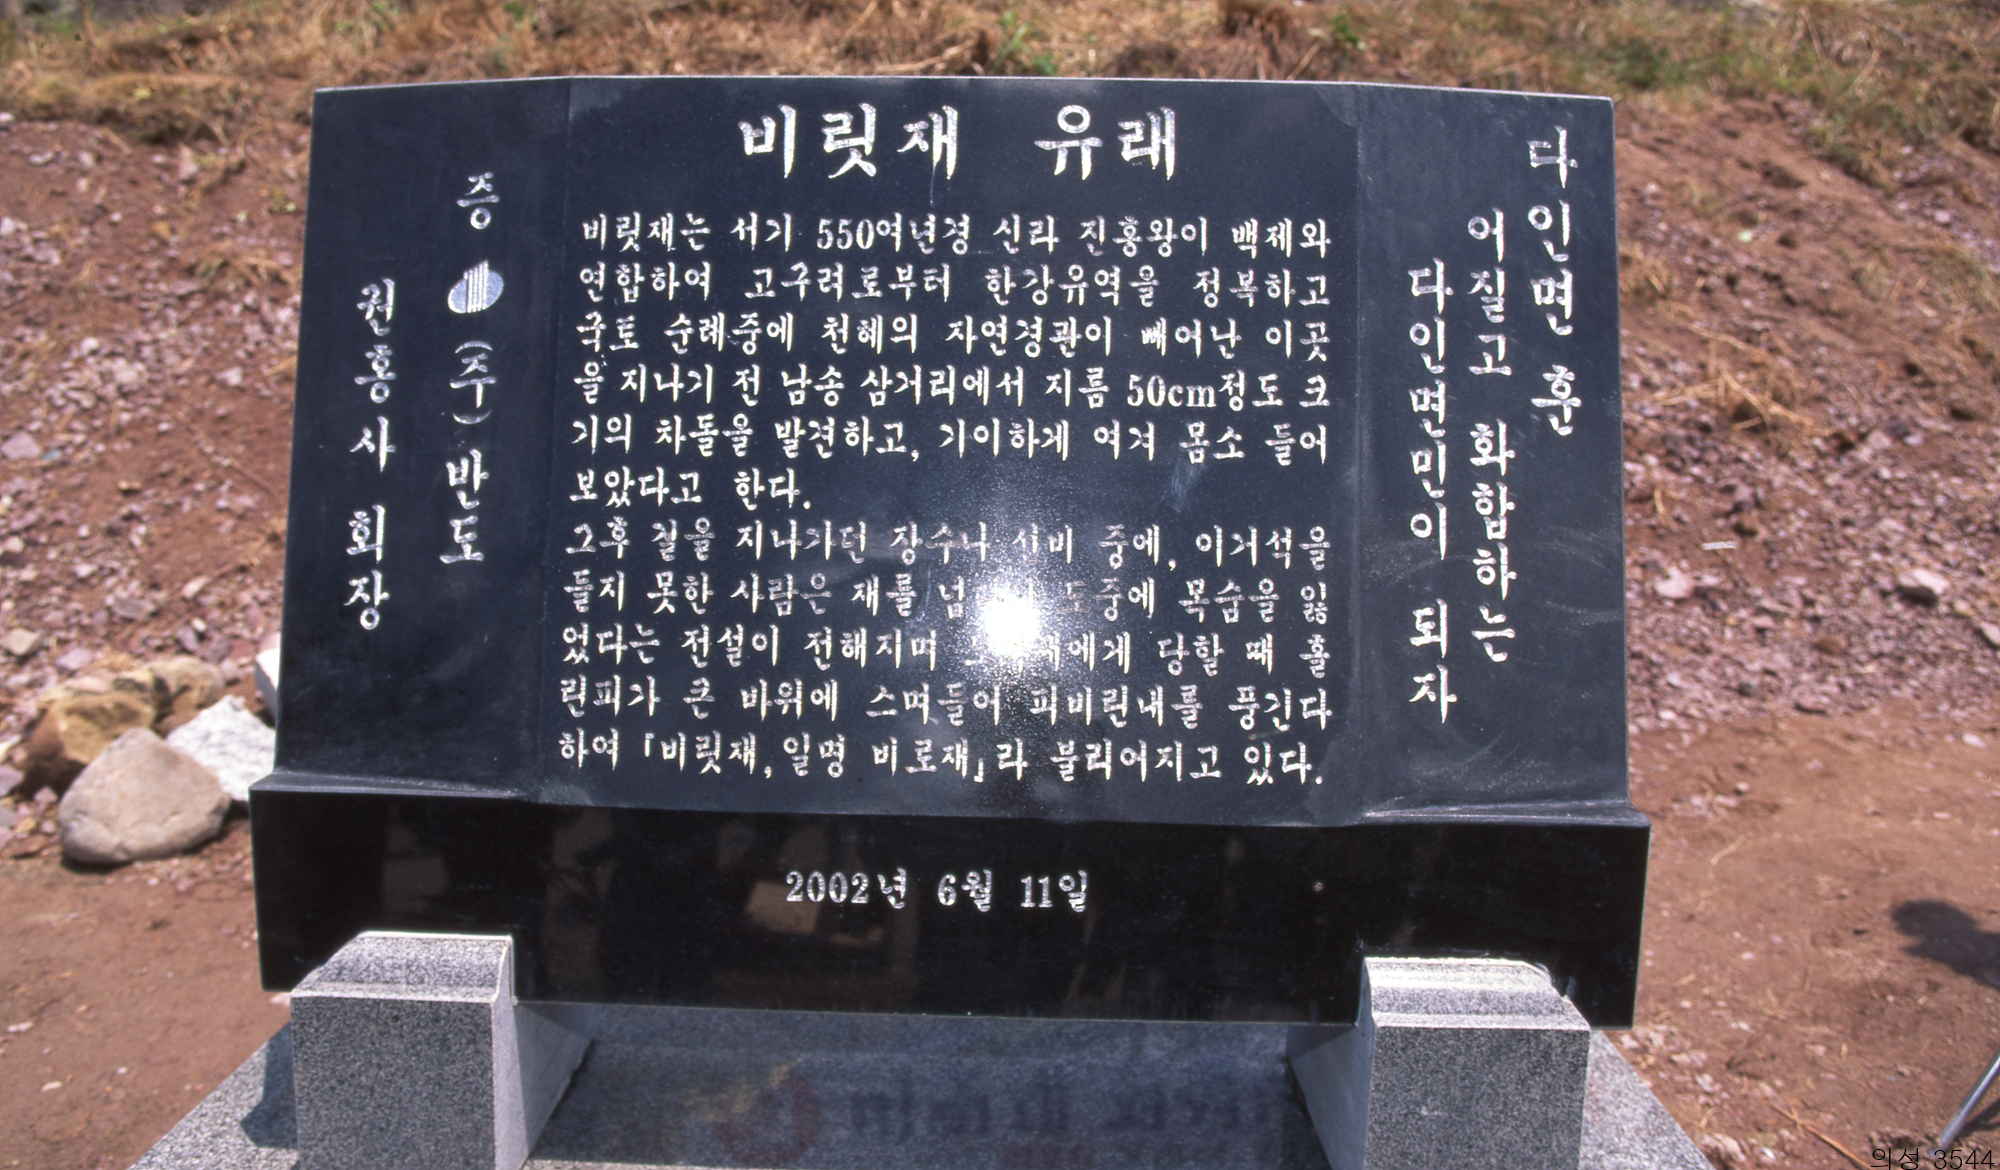 비릿재 유래
비릿재는 서기 550여년경 신라 진흥왕이 백제와
연합하여 고구려로부터 한강유역을 정복하고
국토 순례중에 천혜의 자연경관이 빼어난 이곳
을 지나기 전 남송 삼거리에서 지름 50cm정도 크
기의 차돌을 발견하고, 기이하게 여겨 몸소 들어
보았다고 한다.
그후 길을 지나가던 장수나 선비 중에, 이거석을
들지 못한 사람은 재를 도중에 목숨을 잃
었다는 전설이 전해지며 당할 때 흘
린피가 큰 바위에 스며들어 피비린내를 풍긴다
하여 「비릿재, 일명 비로재」라 불리어지고 있다.
다인면 훈
어질고 화합하는
다인면민이 되자
증 (주) 반도
권홍사 회장
2002년 6월 11일
의성 3544